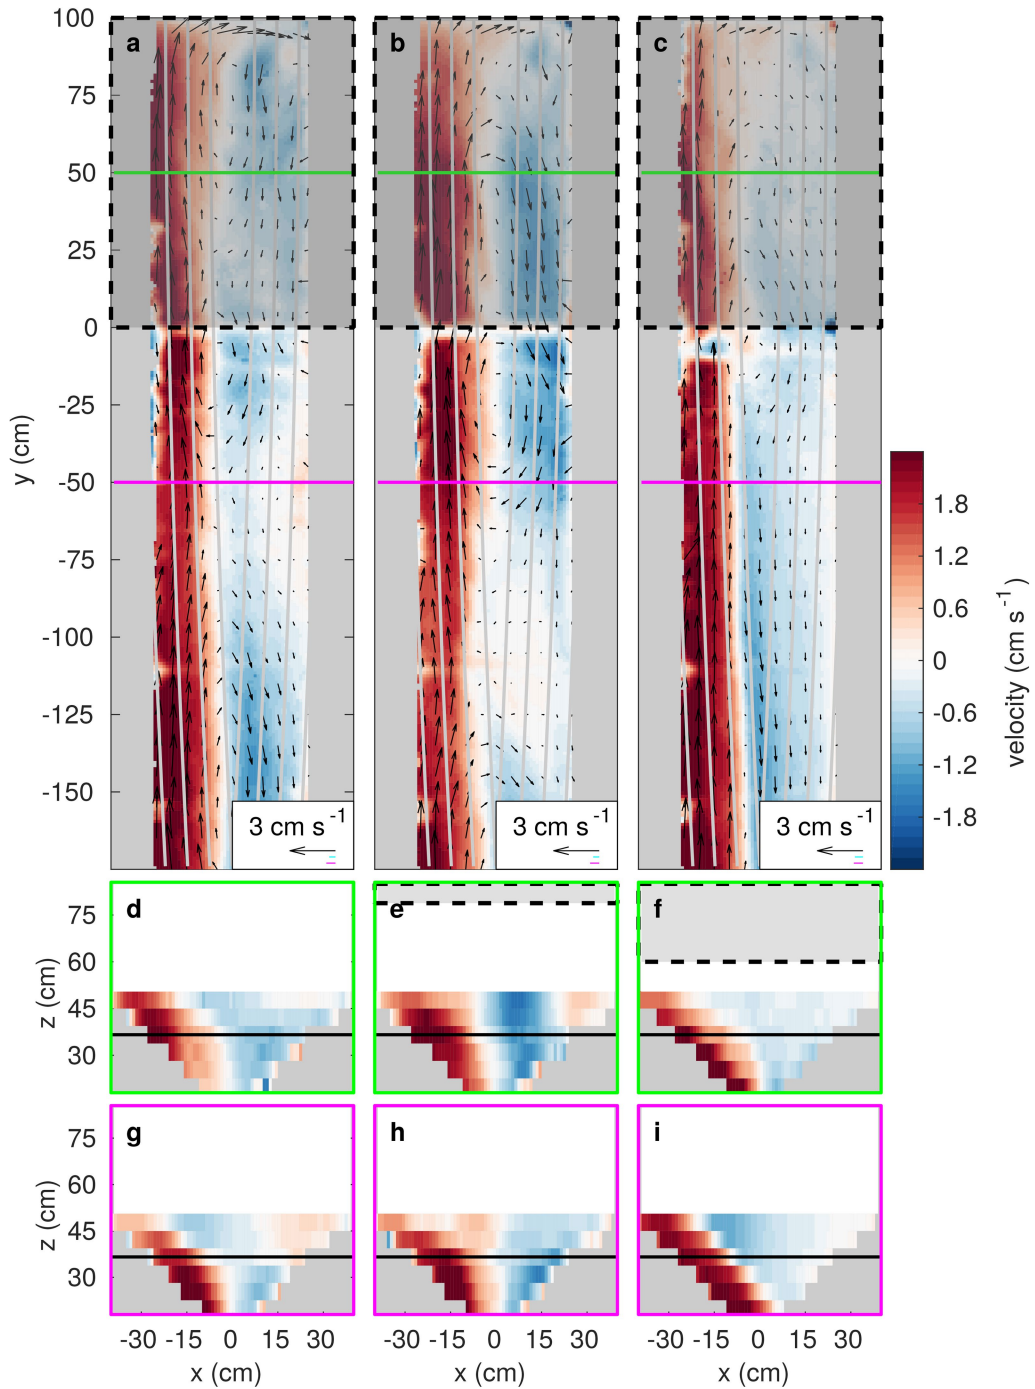 a b c
100
75
50
25
0
-25
-50
-75
-100
-125
-150
y (cm)
3 cm s⁻¹ 3 cm s⁻¹ 3 cm s⁻¹
1.8
1.2
0.6
0
-0.6
-1.2
-1.8
velocity (cm s⁻¹)
d e f
75
60
45
30
z (cm)
g h i
75
60
45
30
z (cm)
-30 -15 0 15 30 -30 -15 0 15 30 -30 -15 0 15 30
x (cm) x (cm) x (cm)